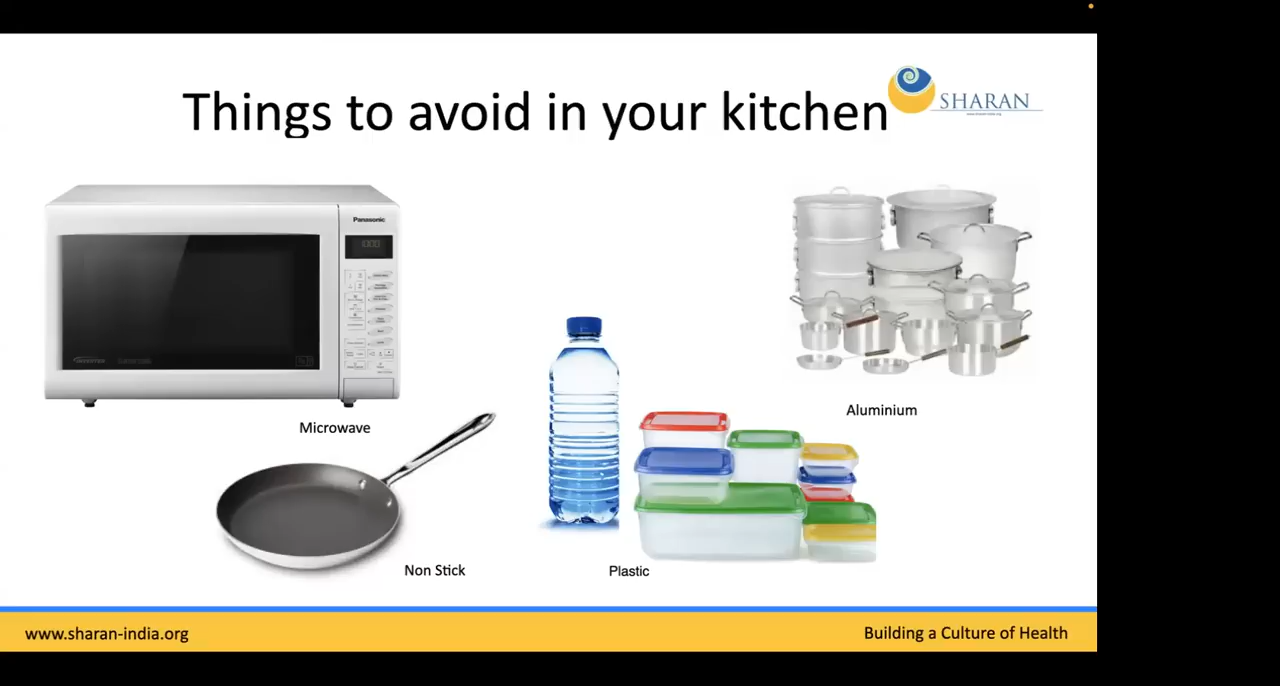 Things to avoid in your kitchen
SHARAN
Panasonic
Aluminium
Microwave
Non Stick
Plastic
www.sharan-india.org
Building a Culture of Health